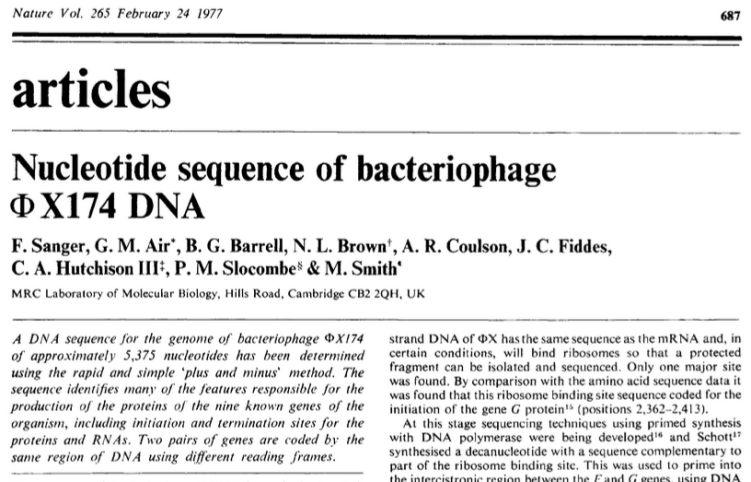 Nature Vol. 265 February 24 1977
687
articles
Nucleotide sequence of bacteriophage
ΦX174 DNA
F. Sanger, G. M. Air*, B. G. Barrell, N. L. Brown†, A. R. Coulson, J. C. Fiddes,
C. A. Hutchison III‡, P. M. Slocombe§ & M. Smith*
MRC Laboratory of Molecular Biology, Hills Road, Cambridge CB2 2QH, UK
A DNA sequence for the genome of bacteriophage ΦX174
of approximately 5,375 nucleotides has been determined
using the rapid and simple 'plus and minus' method. The
sequence identifies many of the features responsible for the
production of the proteins of the nine known genes of the
organism, including initiation and termination sites for the
proteins and RNAs. Two pairs of genes are coded by the
same region of DNA using different reading frames.
strand DNA of ΦX has the same sequence as the mRNA and, in
certain conditions, will bind ribosomes so that a protected
fragment can be isolated and sequenced. Only one major site
was found. By comparison with the amino acid sequence data it
was found that this ribosome binding site sequence coded for the
initiation of the gene G protein¹⁵ (positions 2,362–2,413).
At this stage sequencing techniques using primed synthesis
with DNA polymerase were being developed¹⁶ and Schott¹⁷
synthesised a decanucleotide with a sequence complementary to
part of the ribosome binding site. This was used to prime into
the intercistronic region between the F and G genes, using DNA